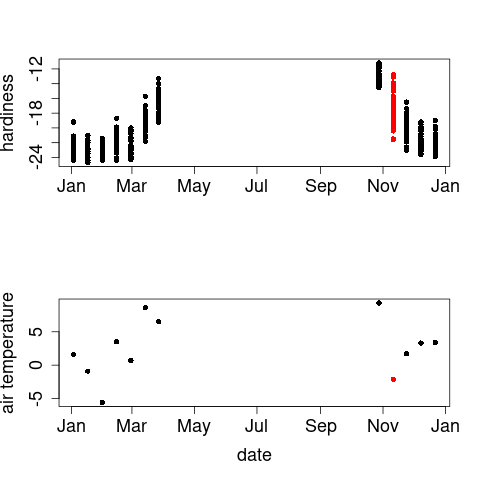 hardiness
-12
-18
-24
Jan Mar May Jul Sep Nov Jan
air temperature
5
0
-5
Jan Mar May Jul Sep Nov Jan
date